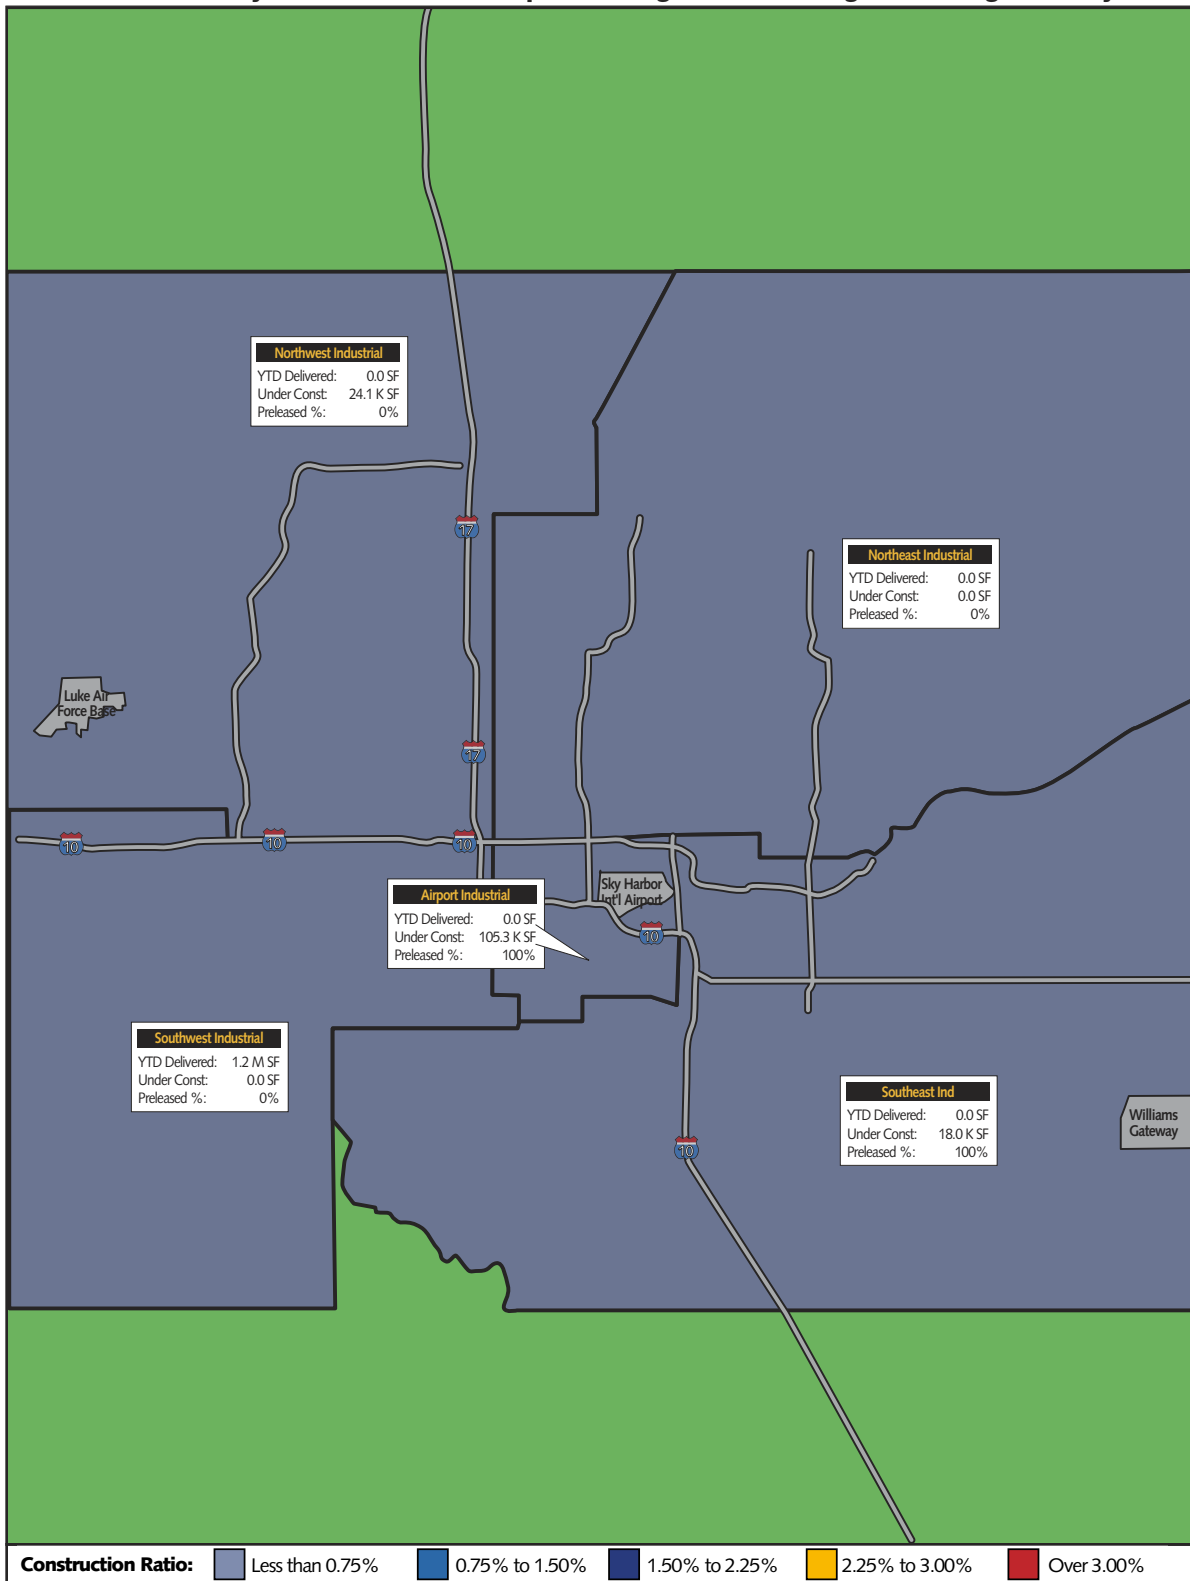 Northwest Industrial
YTD Delivered: 0.0 SF
Under Const: 24.1 K SF
Preleased %: 0%
17
Northeast Industrial
YTD Delivered: 0.0 SF
Under Const: 0.0 SF
Preleased %: 0%
Luke Air
Force Base
17
10
10
10
Sky Harbor
Int'l Airport
Airport Industrial
YTD Delivered: 0.0 SF
Under Const: 105.3 K SF
Preleased %: 100%
10
Southwest Industrial
YTD Delivered: 1.2 M SF
Under Const: 0.0 SF
Preleased %: 0%
Southeast Ind
YTD Delivered: 0.0 SF
Under Const: 18.0 K SF
Preleased %: 100%
Williams
Gateway
10
Construction Ratio: Less than 0.75% 0.75% to 1.50% 1.50% to 2.25% 2.25% to 3.00% Over 3.00%